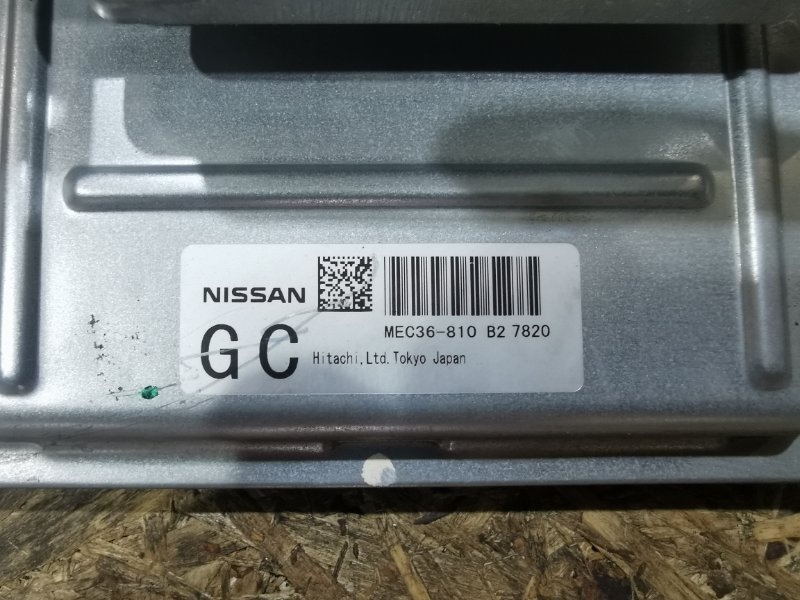 NISSAN
MEC36-810 B2 7820
GC
Hitachi,Ltd.Tokyo Japan